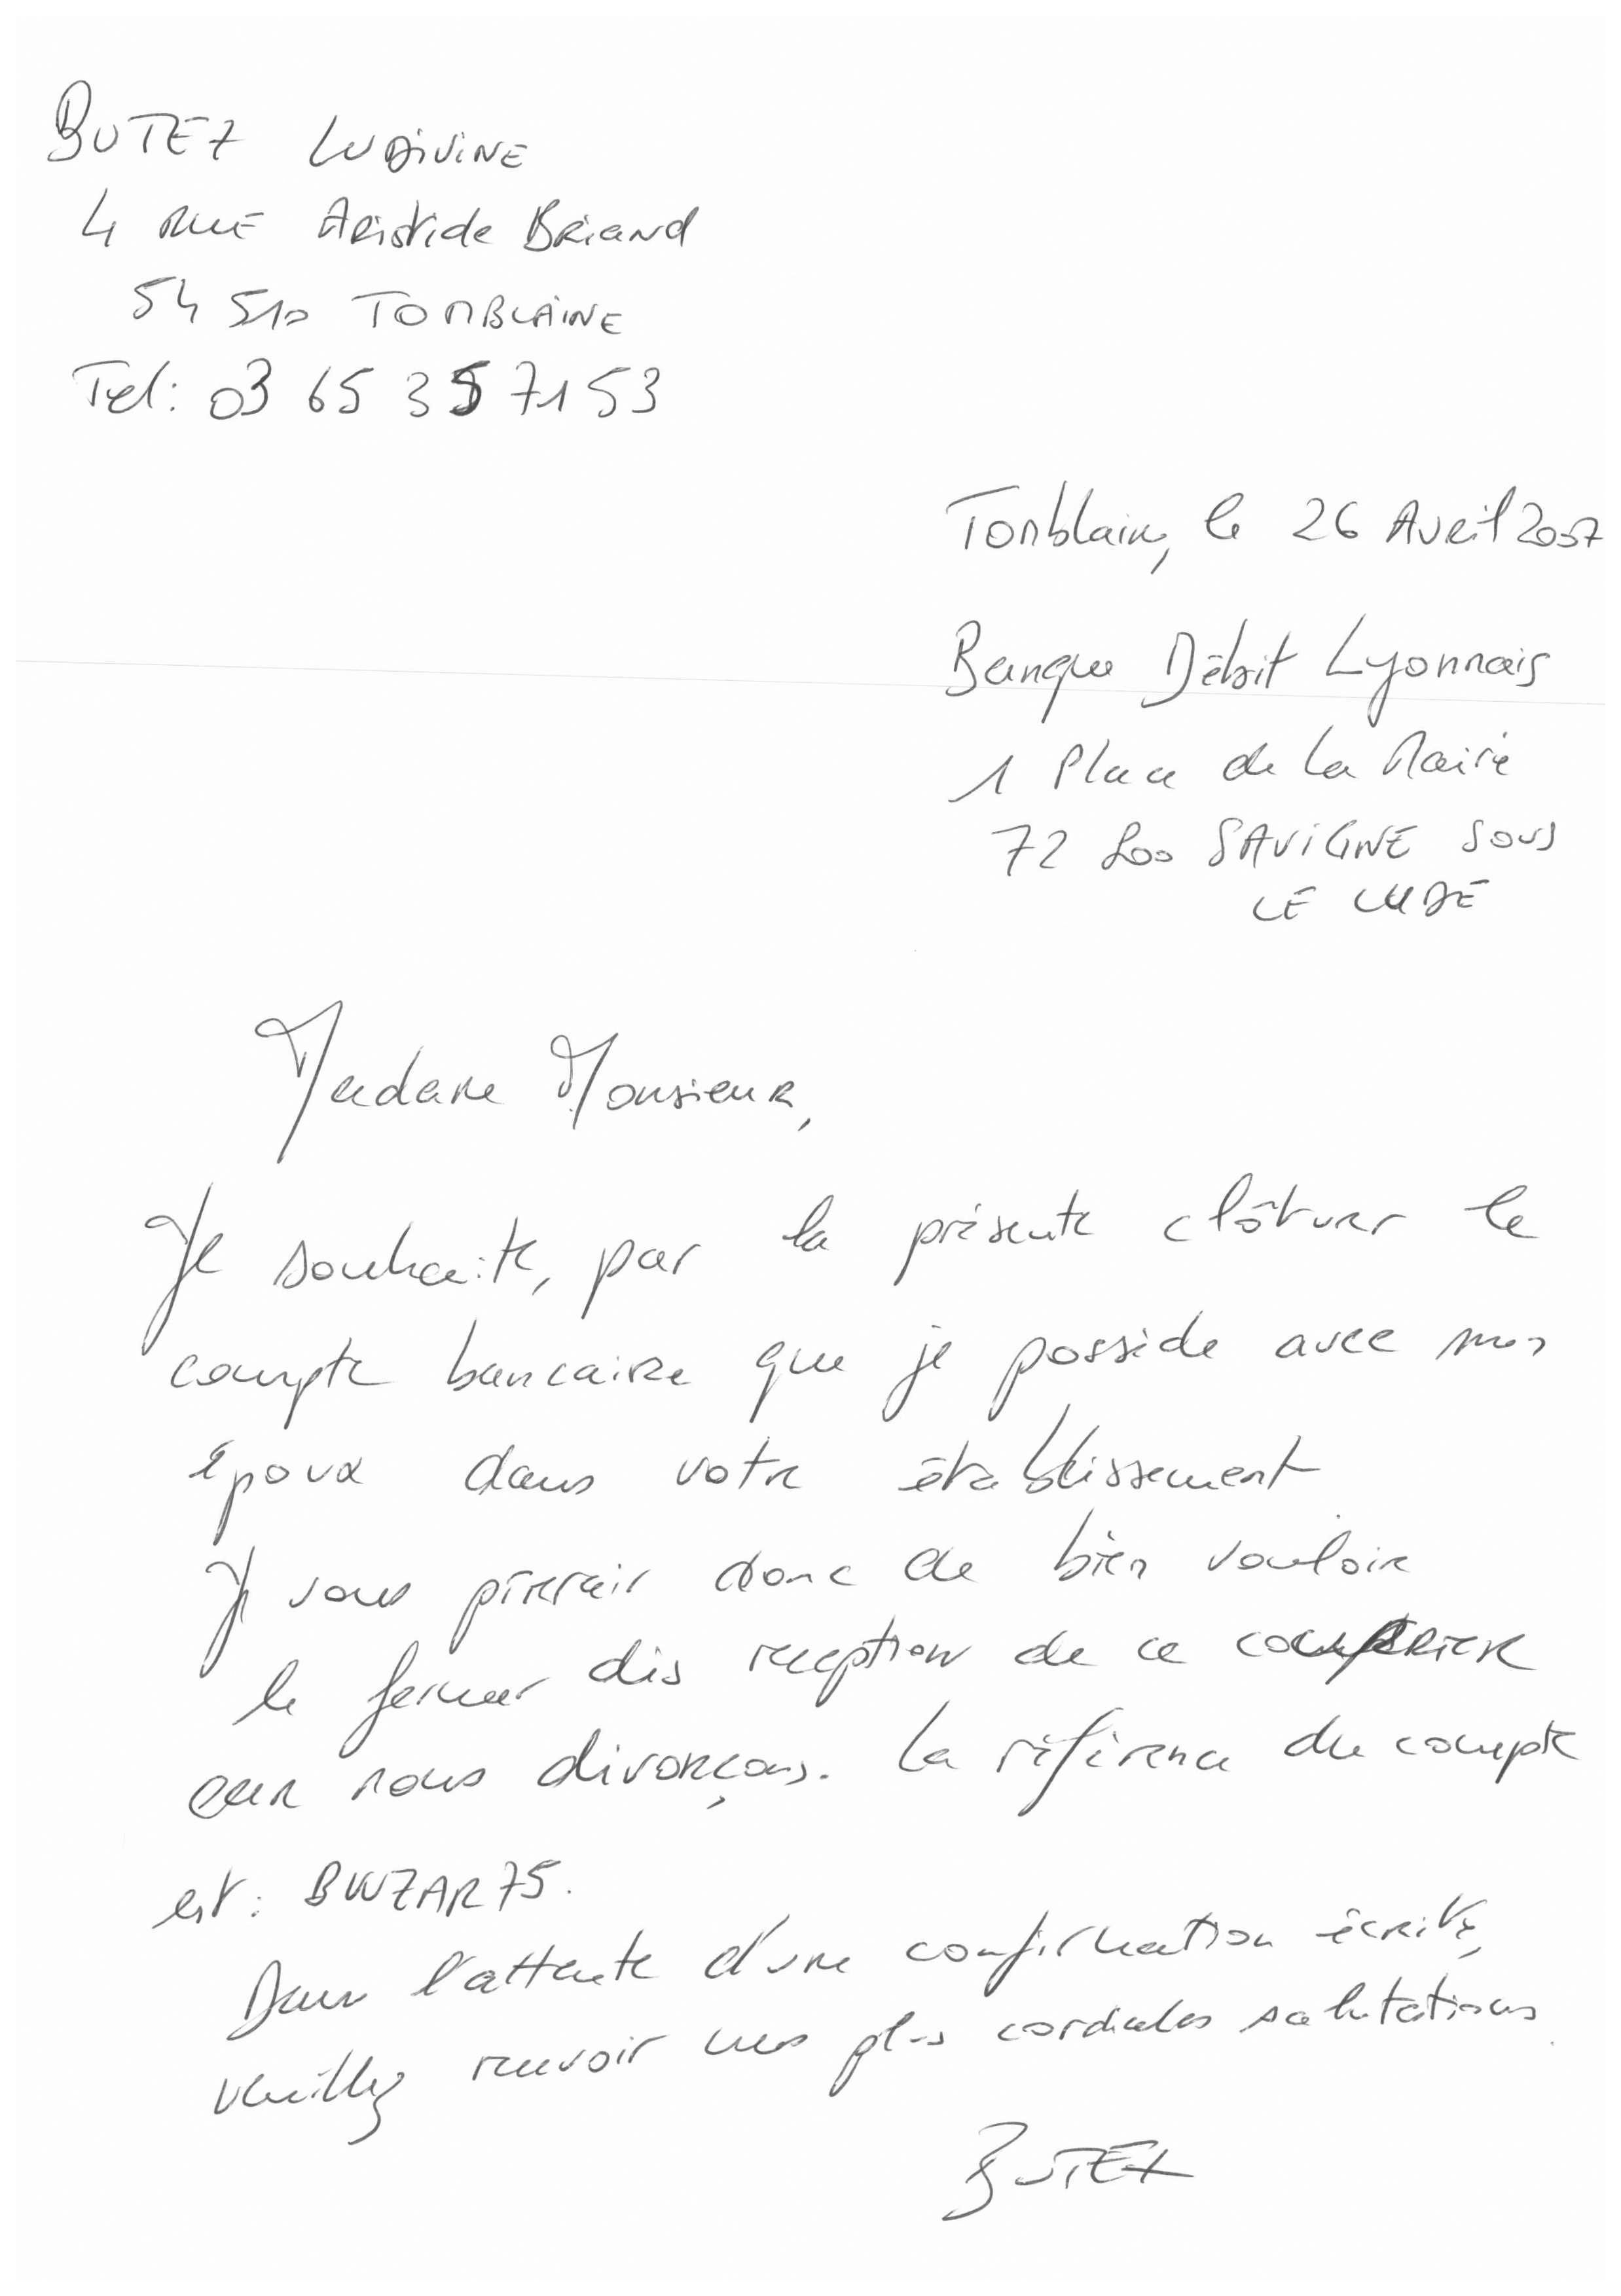 BUTEZ LUDIVINE
4 RUE Aristide Briand
54 510 TOMBLAINE
Tel: 03 65 35 71 53
Tomblain, le 26 Avril 2007
Banque Débit Lyonnais
1 Place de la Mairie
72 800 SAVIGNE SOUS
LE LUDE
Madame Monsieur,
Je souhaite, par la présente clôturer le
compte bancaire que je possède avec mon
époux dans votre établissement.
Je vous prierais donc de bien vouloir
le fermer dès reception de ce courrier
car nous divorçons. La référence du compte
est: BWZAR75.
Dans l'attente d'une confirmation écrite,
veuillez recevoir mes plus cordiales salutations.
BUTEZ